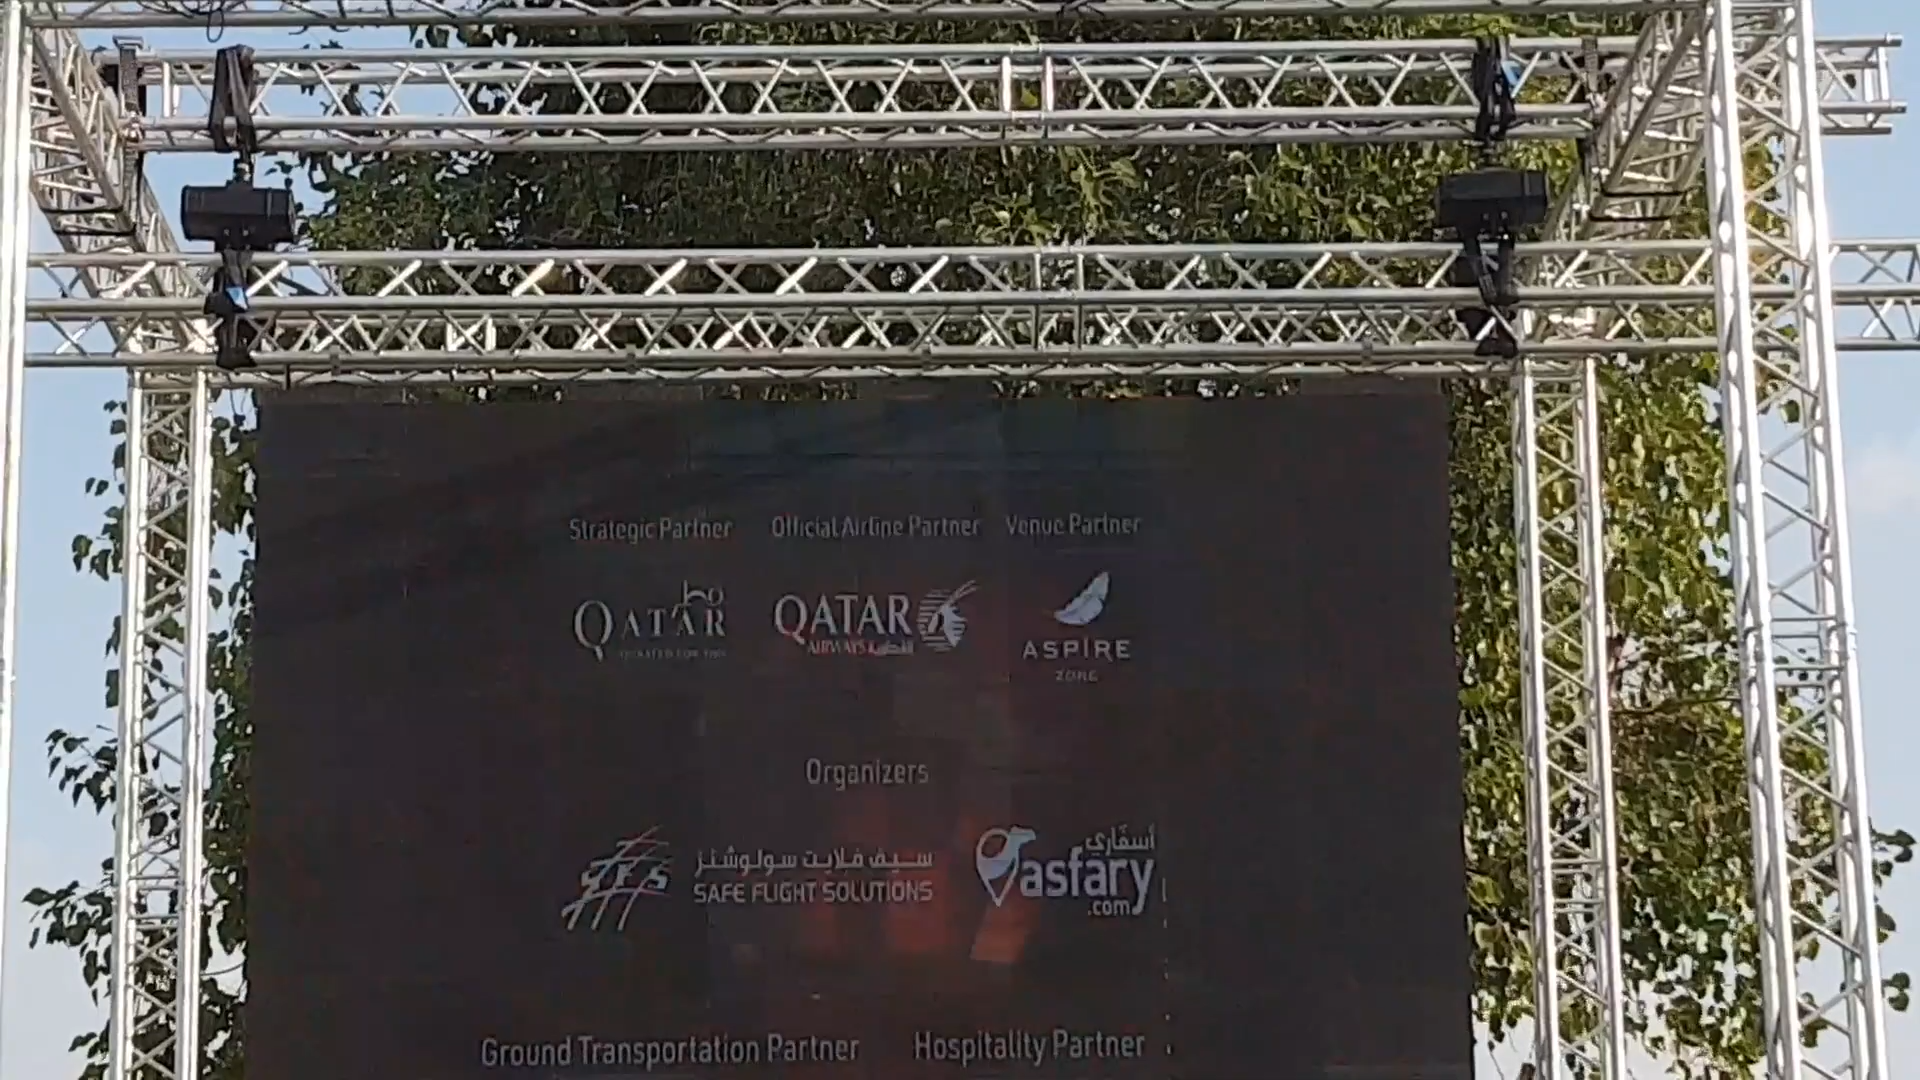 Strategic Partner Official Airline Partner Venue Partner
QATAR
QATAR
AIRWAYS القطرية
ASPIRE
ZONE
Organizers
سيف فلايت سولوشنز
SAFE FLIGHT SOLUTIONS
أسفاري
asfary
.com
Ground Transportation Partner Hospitality Partner